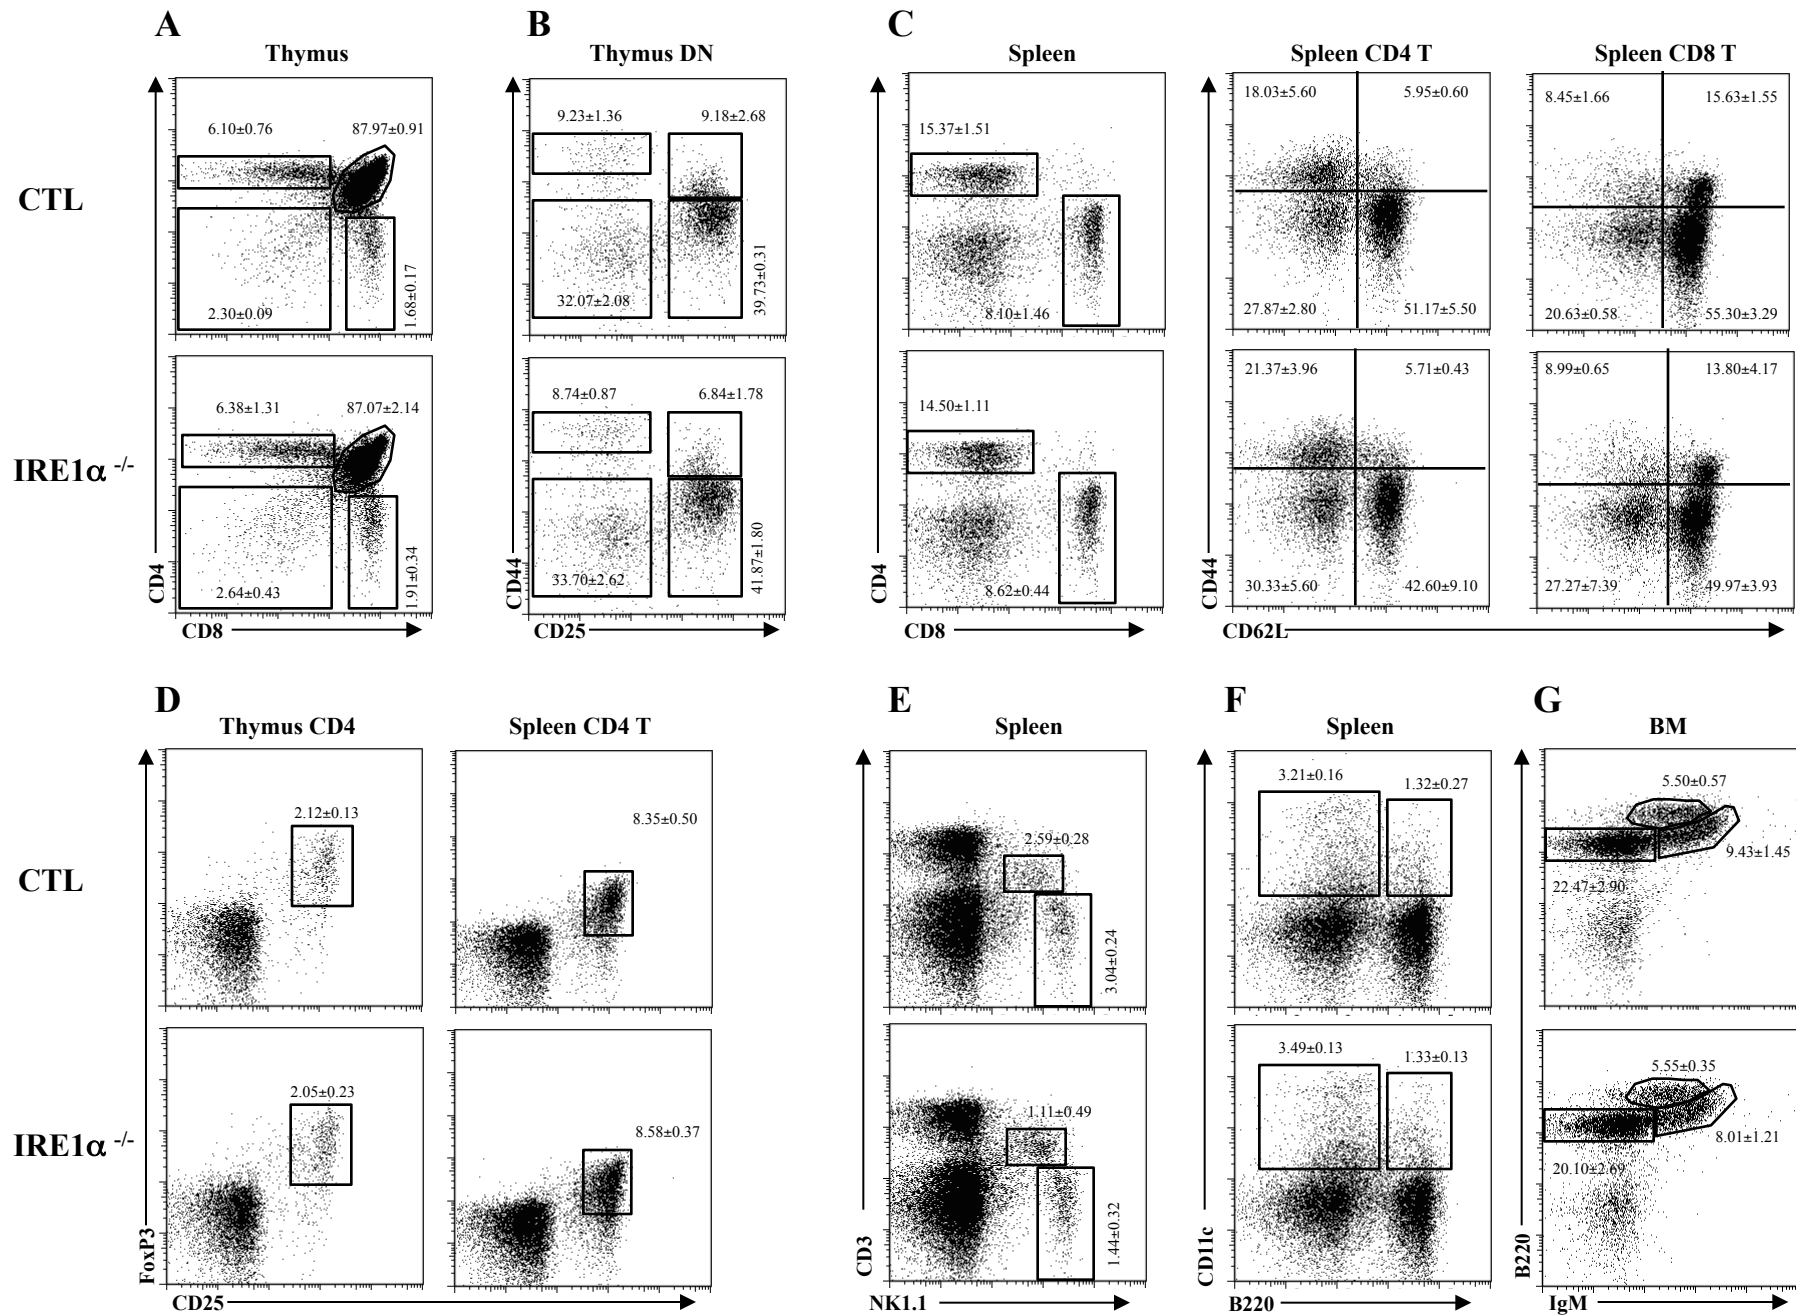 A
B
C
Thymus
Thymus DN
Spleen
Spleen CD4 T
Spleen CD8 T
CTL
6.10±0.76
87.97±0.91
2.30±0.09
1.68±0.17
9.23±1.36
9.18±2.68
32.07±2.08
39.73±0.31
15.37±1.51
8.10±1.46
18.03±5.60
5.95±0.60
27.87±2.80
51.17±5.50
8.45±1.66
15.63±1.55
20.63±0.58
55.30±3.29
IRE1α -/-
6.38±1.31
87.07±2.14
2.64±0.43
1.91±0.34
8.74±0.87
6.84±1.78
33.70±2.62
41.87±1.80
14.50±1.11
8.62±0.44
21.37±3.96
5.71±0.43
30.33±5.60
42.60±9.10
8.99±0.65
13.80±4.17
27.27±7.39
49.97±3.93
CD4
CD8
CD44
CD25
CD4
CD8
CD44
CD62L
D
E
F
G
Thymus CD4
Spleen CD4 T
Spleen
Spleen
BM
CTL
2.12±0.13
8.35±0.50
2.59±0.28
3.04±0.24
3.21±0.16
1.32±0.27
5.50±0.57
9.43±1.45
22.47±2.90
IRE1α -/-
2.05±0.23
8.58±0.37
1.11±0.49
1.44±0.32
3.49±0.13
1.33±0.13
5.55±0.35
8.01±1.21
20.10±2.69
FoxP3
CD25
CD3
NK1.1
CD11c
B220
B220
IgM